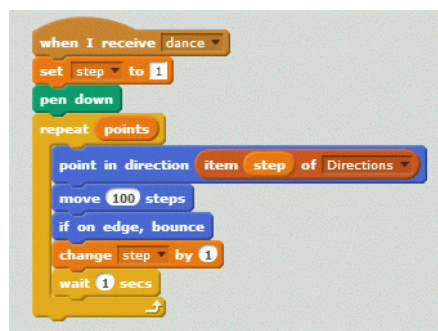 when I receive dance
set step to 1
pen down
repeat points
point in direction item step of Directions
move 100 steps
if on edge, bounce
change step by 1
wait 1 secs